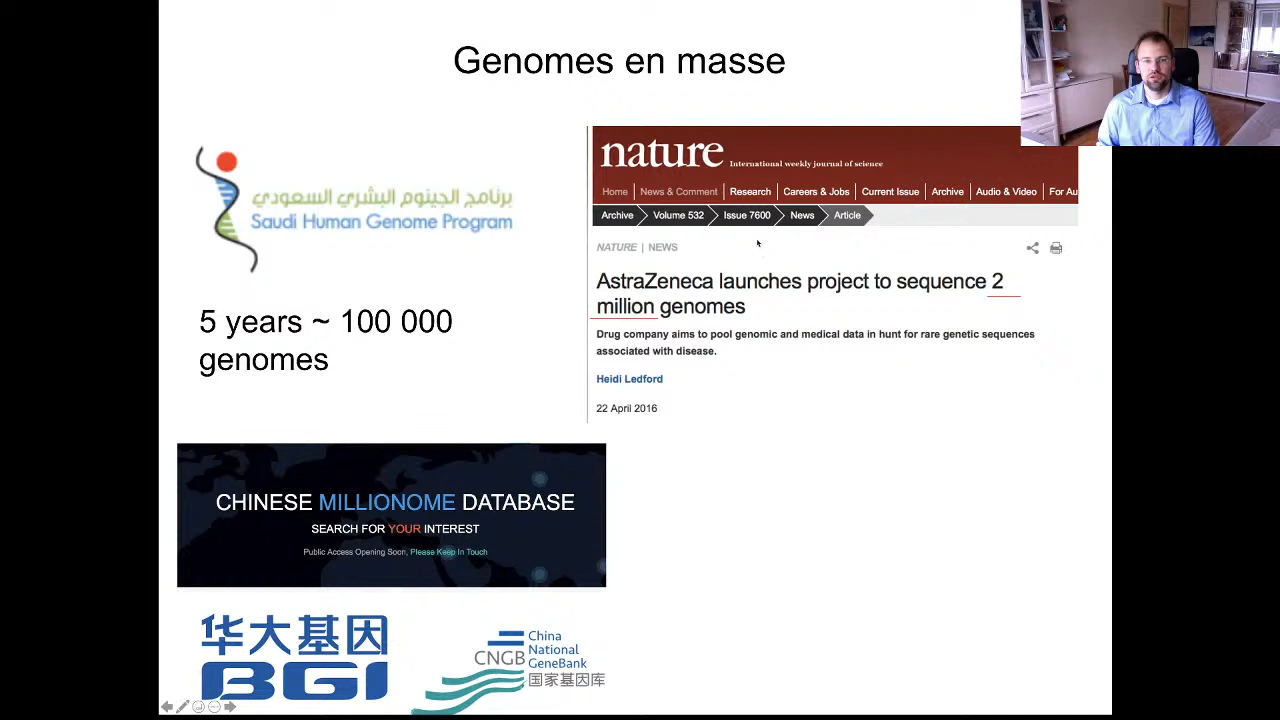 Genomes en masse
برنامج الجينوم البشري السعودي
Saudi Human Genome Program
5 years ~ 100 000
genomes
nature International weekly journal of science
Home News & Comment Research Careers & Jobs Current Issue Archive Audio & Video For Au
Archive Volume 532 Issue 7600 News Article
NATURE | NEWS
AstraZeneca launches project to sequence 2
million genomes
Drug company aims to pool genomic and medical data in hunt for rare genetic sequences
associated with disease.
Heidi Ledford
22 April 2016
CHINESE MILLIONOME DATABASE
SEARCH FOR YOUR INTEREST
Public Access Opening Soon, Please Keep In Touch
华大基因
BGI
CNGB
China
National
GeneBank
国家基因库